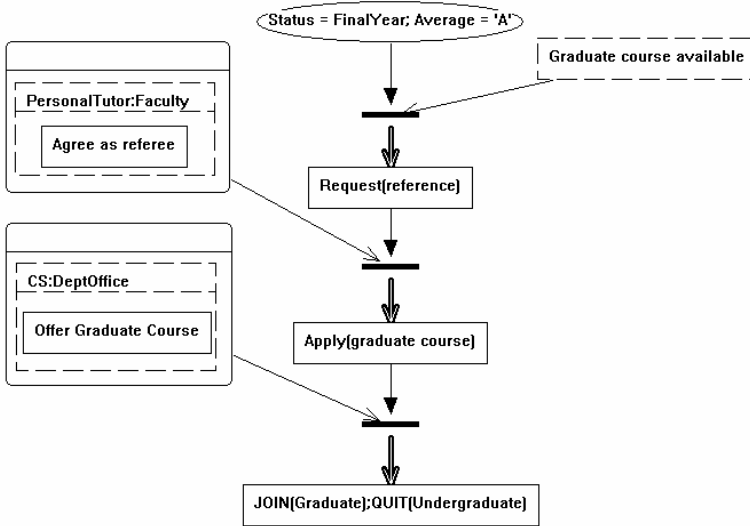 Status = FinalYear; Average = 'A'
Graduate course available
PersonalTutor:Faculty
Agree as referee
Request(reference)
CS:DeptOffice
Offer Graduate Course
Apply(graduate course)
JOIN(Graduate);QUIT(Undergraduate)